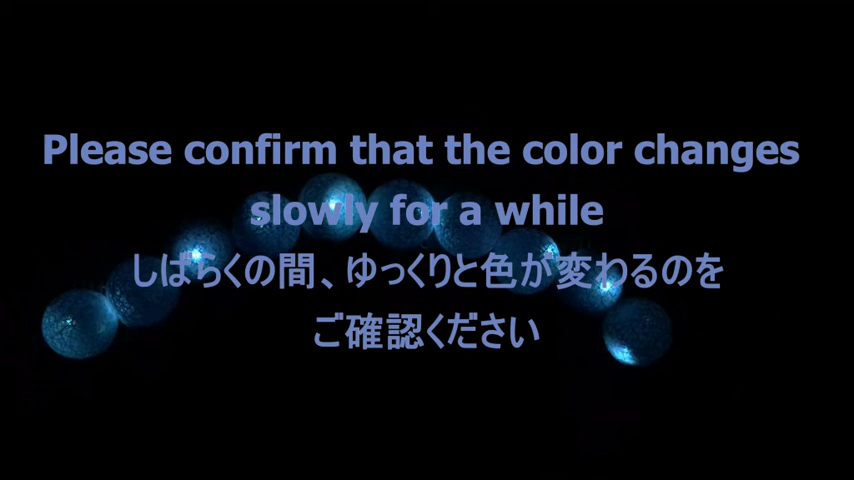 Please confirm that the color changes
slowly for a while
しばらくの間、ゆっくりと色が変わるのを
ご確認ください